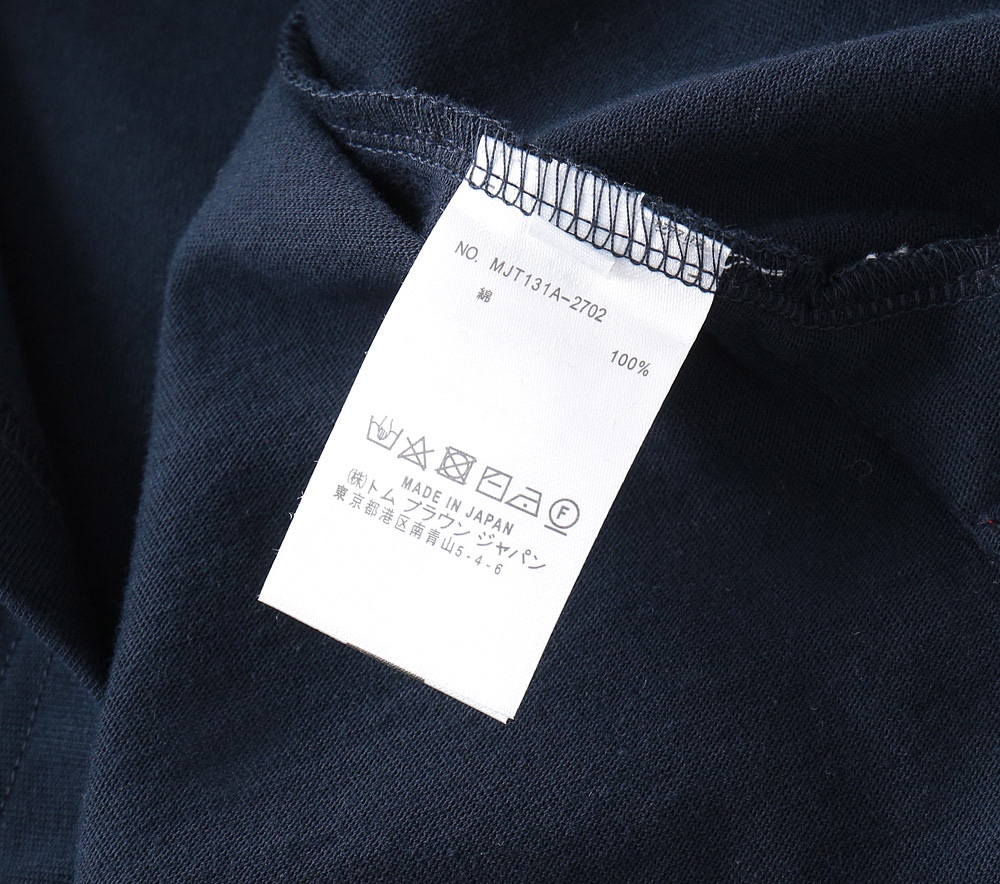 NO. MJT131A-2702
綿
100%
F
MADE IN JAPAN
(株)トム ブラウン ジャパン
東京都港区南青山5-4-6